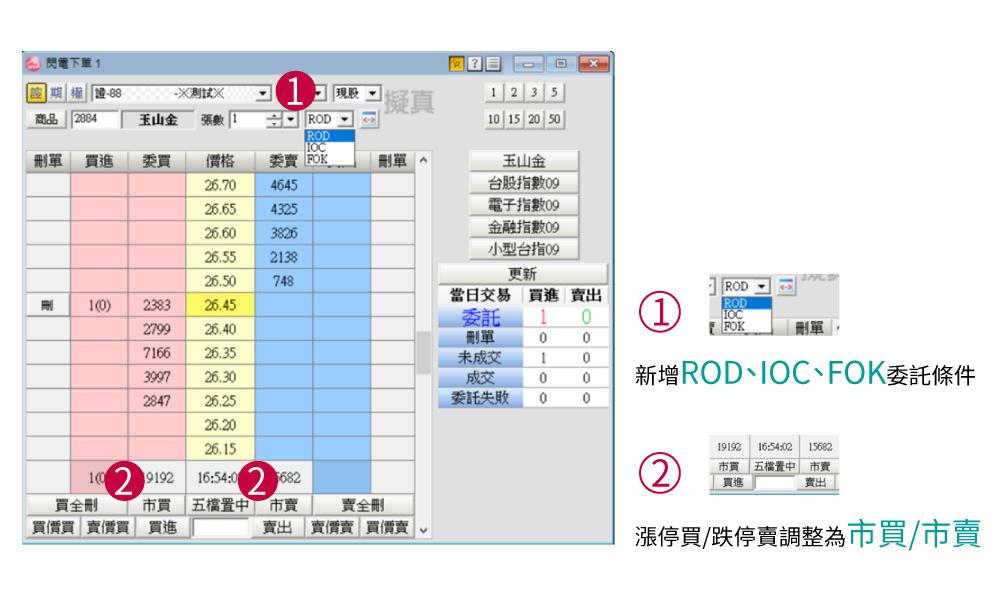 閃電下單 1
證 期 權 證-88 -※測試※ 現股
擬真
1 2 3 5
商品 2884 玉山金 張數 1 ROD
10 15 20 50
ROD
IOC
FOK
刪單 買進 委買 價格 委賣 刪單
26.70 4645
26.65 4325
26.60 3826
26.55 2138
26.50 748
刪 1(0) 2383 26.45
2799 26.40
7166 26.35
3997 26.30
2847 26.25
26.20
26.15
買全刪 市買 五檔置中 市賣 賣全刪
買價買 賣價買 買進 賣出 賣價賣 買價賣
玉山金
台股指數09
電子指數09
金融指數09
小型台指09
更新
當日交易 買進 賣出
委託 1 0
刪單 0 0
未成交 1 0
成交 0 0
委託失敗 0 0
1
2
2
1
ROD
ROD
IOC
FOK
刪單
新增ROD、IOC、FOK委託條件
2
19192 16:54:02 15682
市買 五檔置中 市賣
買進 賣出
漲停買/跌停賣調整為市買/市賣